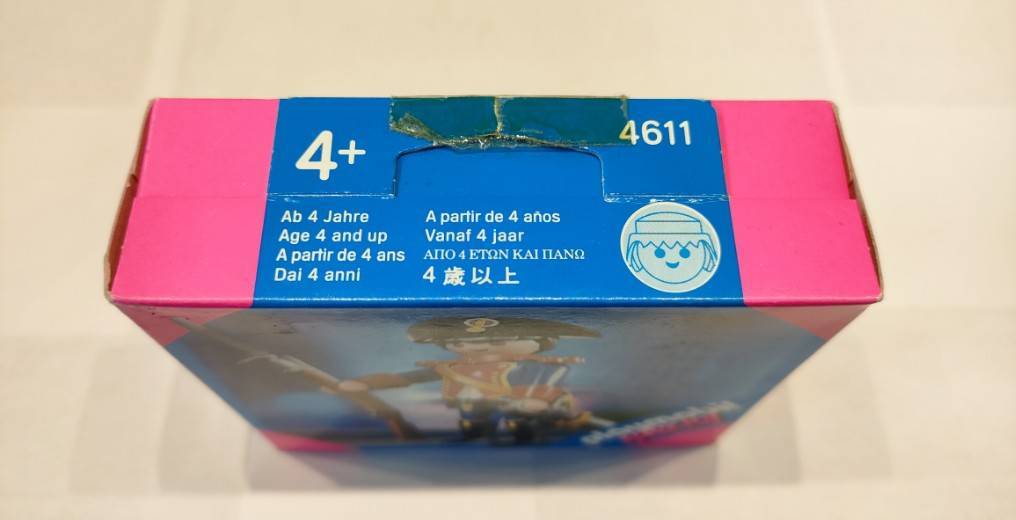 4+
4611
Ab 4 Jahre
Age 4 and up
A partir de 4 ans
Dai 4 anni
A partir de 4 años
Vanaf 4 jaar
ΑΠΟ 4 ΕΤΩΝ ΚΑΙ ΠΑΝΩ
4 歳以上
playmobil